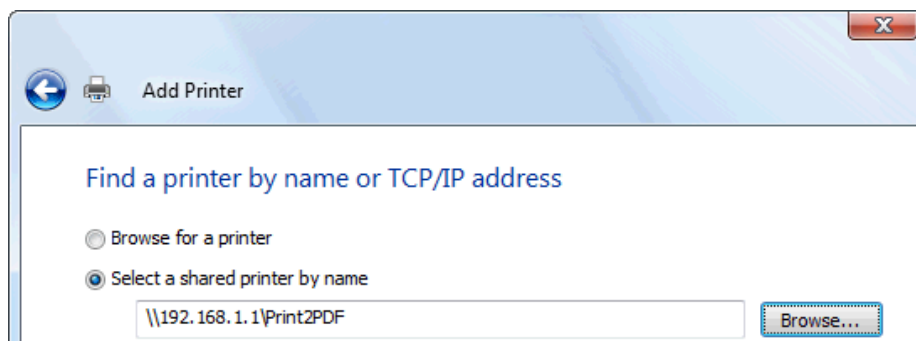 Add Printer
Find a printer by name or TCP/IP address
Browse for a printer
Select a shared printer by name
\\192.168.1.1\Print2PDF
Browse...